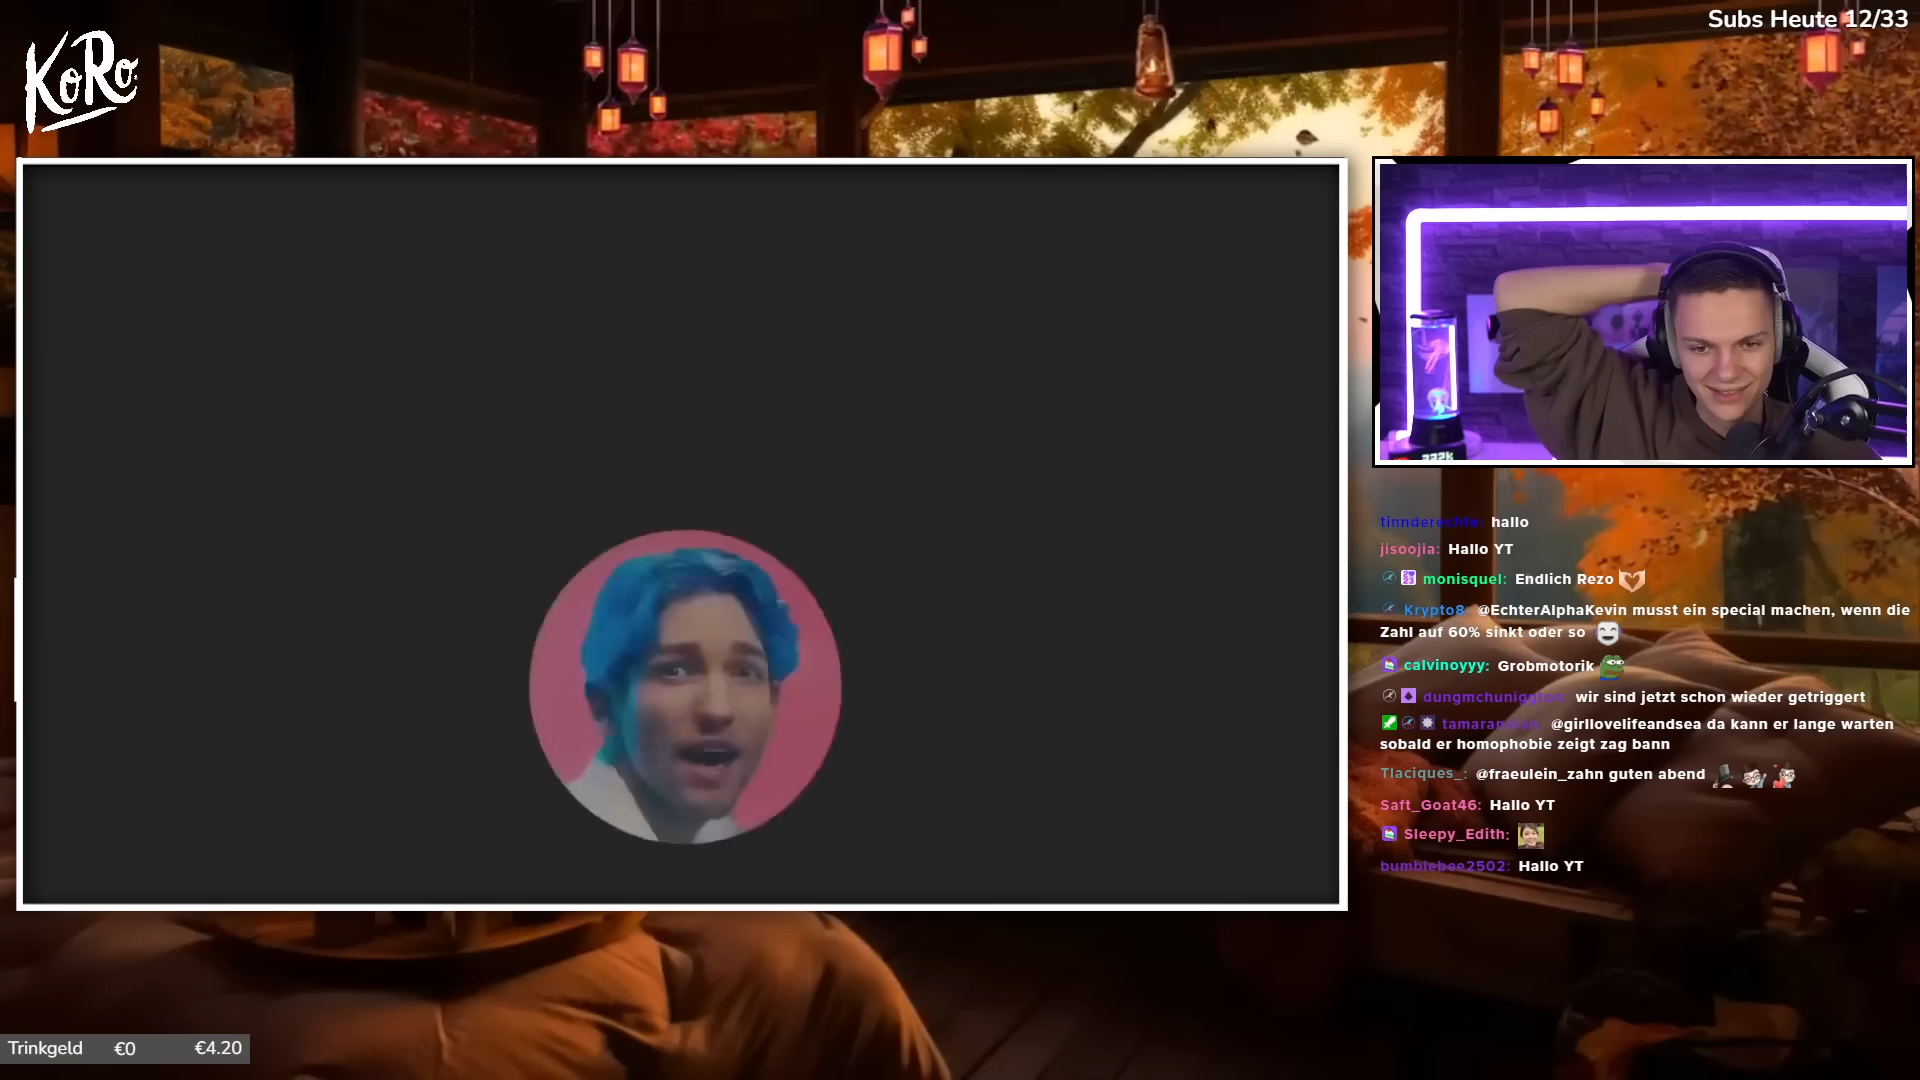 Subs Heute 12/33
KoRo
332k
hallo
jisoojia: Hallo YT
monisquel: Endlich Rezo
Krypto8: @EchterAlphaKevin musst ein special machen, wenn die
Zahl auf 60% sinkt oder so
calvinoyyy: Grobmotorik
wir sind jetzt schon wieder getriggert
@girllovelifeandsea da kann er lange warten
sobald er homophobie zeigt zag bann
Tlaciques_: @fraeulein_zahn guten abend
Saft_Goat46: Hallo YT
Sleepy_Edith:
bumblebee2502: Hallo YT
Trinkgeld €0 €4.20